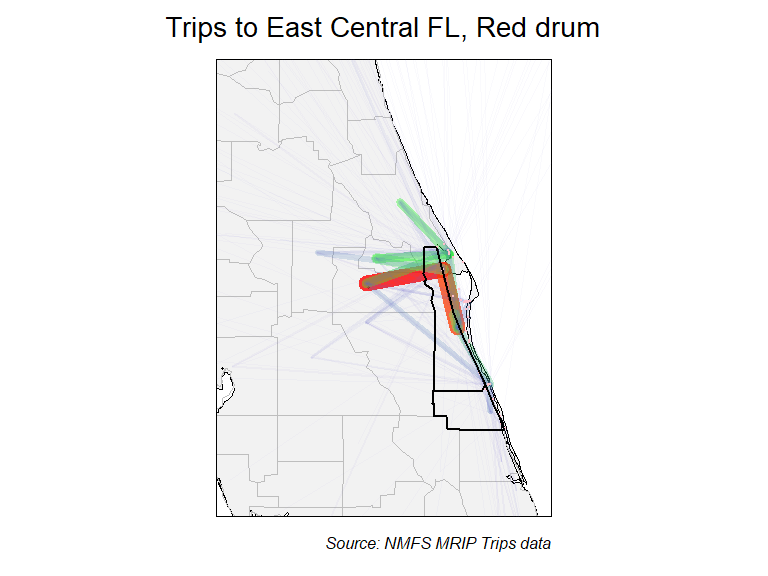 Trips to East Central FL, Red drum
Source: NMFS MRIP Trips data